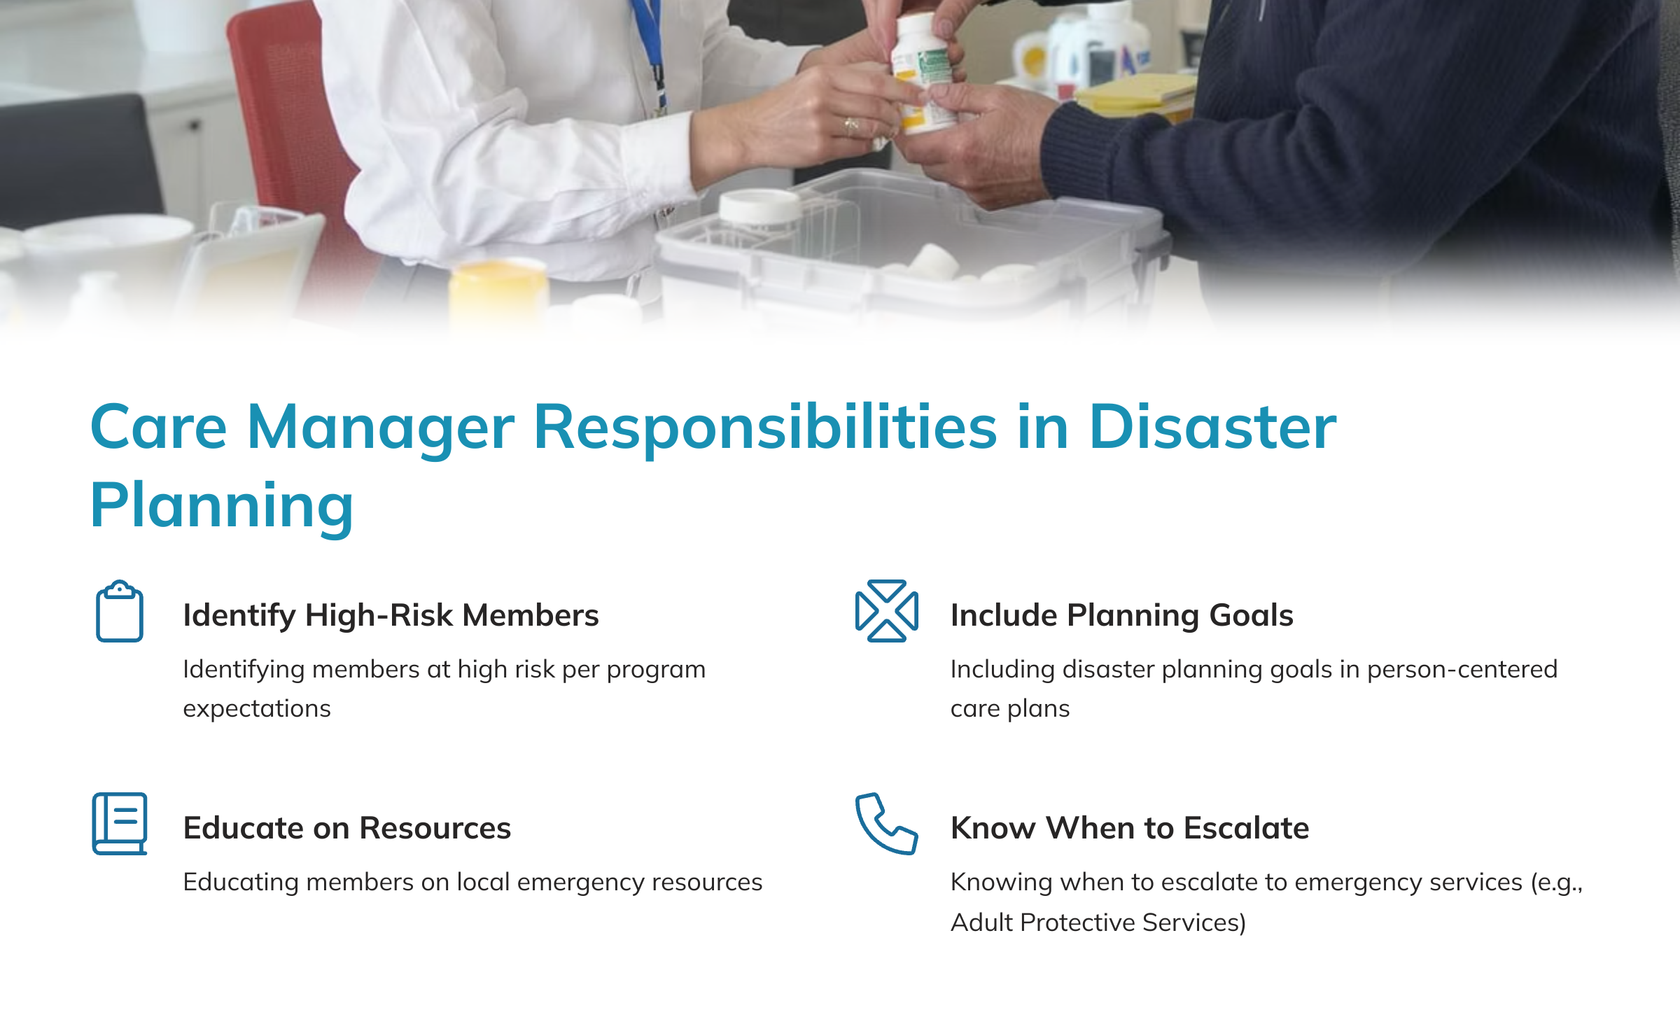 Care Manager Responsibilities in Disaster
Planning
Identify High-Risk Members
Identifying members at high risk per program
expectations
Include Planning Goals
Including disaster planning goals in person-centered
care plans
Educate on Resources
Educating members on local emergency resources
Know When to Escalate
Knowing when to escalate to emergency services (e.g.,
Adult Protective Services)